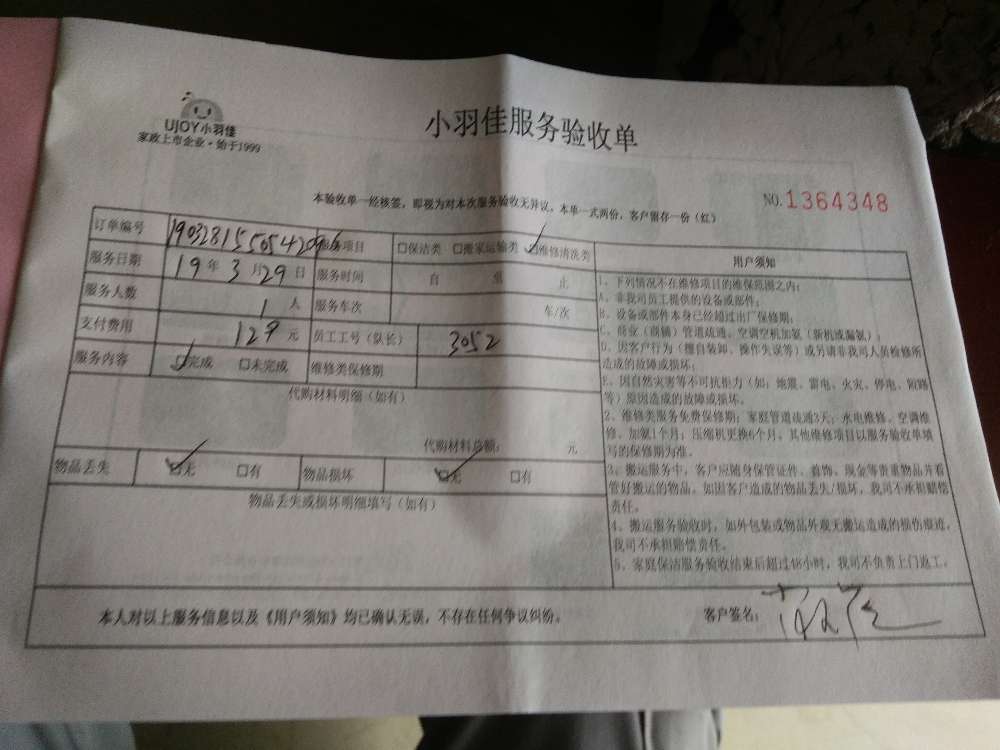 UJOY小羽佳
家政上市企业·始于1999
小羽佳服务验收单
本验收单一经核签，即视为对本次服务验收无异议，本单一式两份，客户留存一份（红）
NO.1364348
订单编号 服务项目 □保洁类 □搬家运输类 □维修清洗类
服务日期 19年3月29日 服务时间 自 至 止
服务人数 1人 服务车次 车/次
支付费用 129元 员工工号（队长） 3052
服务内容 □完成 □未完成 维修类保修期
代购材料明细（如有）
代购材料总额： 元
物品丢失 □无 □有 物品损坏 □无 □有
物品丢失或损坏明细填写（如有）
用户须知
1、下列情况不在维修项目的维保范围之内：
A、非我司员工提供的设备或部件；
B、设备或部件本身已经超过出厂保修期；
C、商业（商铺）管道疏通、空调空机加氨（新机或漏氨）；
D、因客户行为（擅自装卸、操作失误等）或另请非我司人员检修所
造成的故障或损坏；
E、因自然灾害等不可抗拒力（如：地震、雷电、火灾、停电、陷路
等）原因造成的故障或损坏。
2、维修类服务免费保修期：家庭管道疏通3天；水电维修、空调维
修、加氨1个月；压缩机更换6个月，其他维修项目以服务验收单填
写的保修期为准。
3、搬运服务中，客户应随身保管证件、首饰、现金等贵重物品并看
管好搬运的物品。如因客户造成的物品丢失/损坏，我司不承担赔偿
责任。
4、搬运服务验收时，如外包装或物品外观无搬运造成的损伤痕迹，
我司不承担赔偿责任。
5、家庭保洁服务验收结束后超过48小时，我司不负责上门返工。
本人对以上服务信息以及《用户须知》均已确认无误，不存在任何争议纠纷。 客户签名：